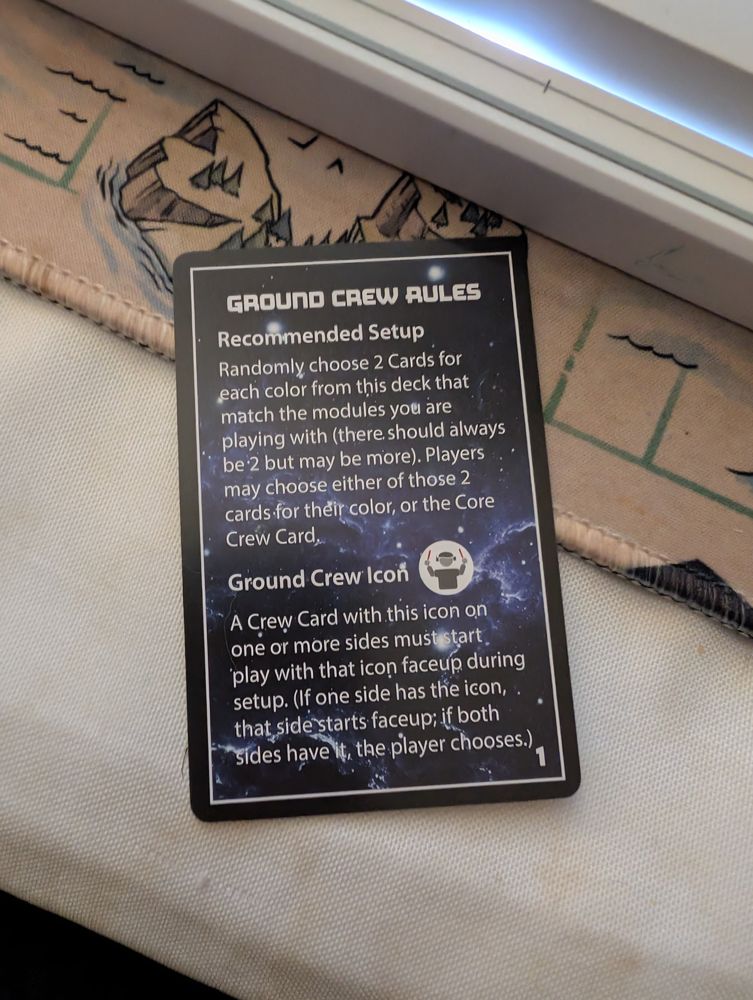 GROUND CREW RULES
Recommended Setup
Randomly choose 2 Cards for
each color from this deck that
match the modules you are
playing with (there should always
be 2 but may be more). Players
may choose either of those 2
cards for their color, or the Core
Crew Card.
Ground Crew Icon
A Crew Card with this icon on
one or more sides must start
play with that icon faceup during
setup. (If one side has the icon,
that side starts faceup; if both
sides have it, the player chooses.)
1